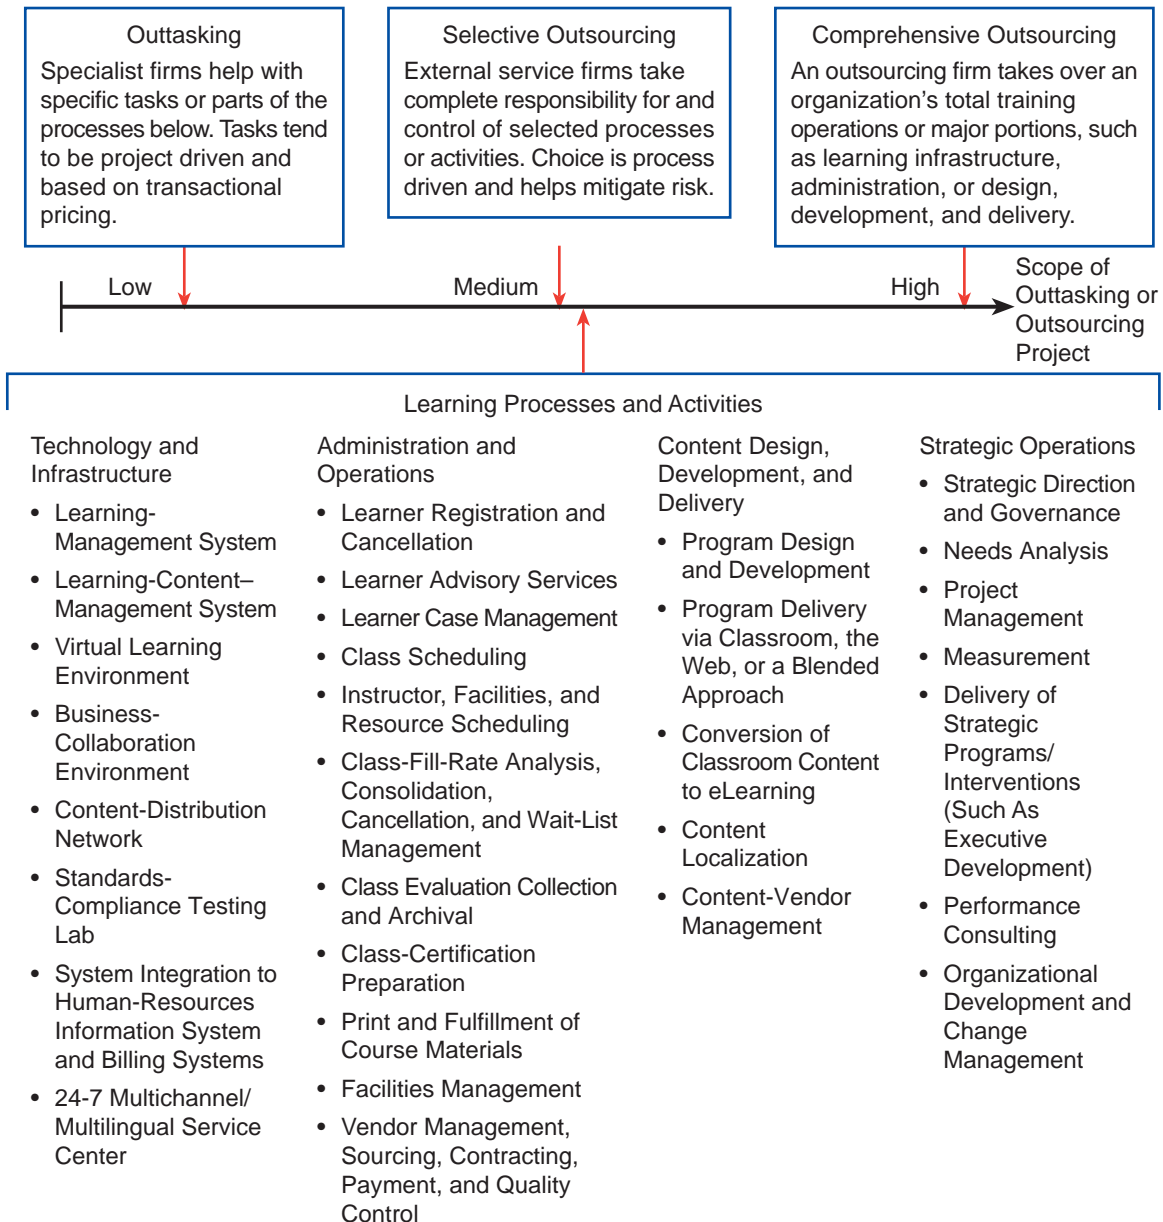 Outtasking
Specialist firms help with
specific tasks or parts of the
processes below. Tasks tend
to be project driven and
based on transactional
pricing.
Selective Outsourcing
External service firms take
complete responsibility for and
control of selected processes
or activities. Choice is process
driven and helps mitigate risk.
Comprehensive Outsourcing
An outsourcing firm takes over an
organization’s total training
operations or major portions, such
as learning infrastructure,
administration, or design,
development, and delivery.
Low
Medium
High
Scope of
Outtasking or
Outsourcing
Project
Learning Processes and Activities
Technology and
Infrastructure
• Learning-
Management System
• Learning-Content–
Management System
• Virtual Learning
Environment
• Business-
Collaboration
Environment
• Content-Distribution
Network
• Standards-
Compliance Testing
Lab
• System Integration to
Human-Resources
Information System
and Billing Systems
• 24-7 Multichannel/
Multilingual Service
Center
Administration and
Operations
• Learner Registration and
Cancellation
• Learner Advisory Services
• Learner Case Management
• Class Scheduling
• Instructor, Facilities, and
Resource Scheduling
• Class-Fill-Rate Analysis,
Consolidation,
Cancellation, and Wait-List
Management
• Class Evaluation Collection
and Archival
• Class-Certification
Preparation
• Print and Fulfillment of
Course Materials
• Facilities Management
• Vendor Management,
Sourcing, Contracting,
Payment, and Quality
Control
Content Design,
Development, and
Delivery
• Program Design
and Development
• Program Delivery
via Classroom, the
Web, or a Blended
Approach
• Conversion of
Classroom Content
to eLearning
• Content
Localization
• Content-Vendor
Management
Strategic Operations
• Strategic Direction
and Governance
• Needs Analysis
• Project
Management
• Measurement
• Delivery of
Strategic
Programs/
Interventions
(Such As
Executive
Development)
• Performance
Consulting
• Organizational
Development and
Change
Management